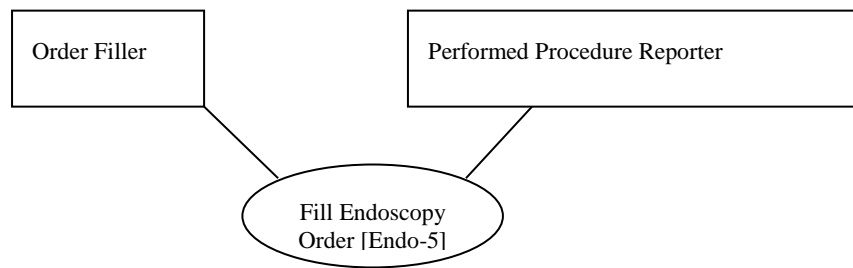 Order Filler
Performed Procedure Reporter
Fill Endoscopy
Order [Endo-5]